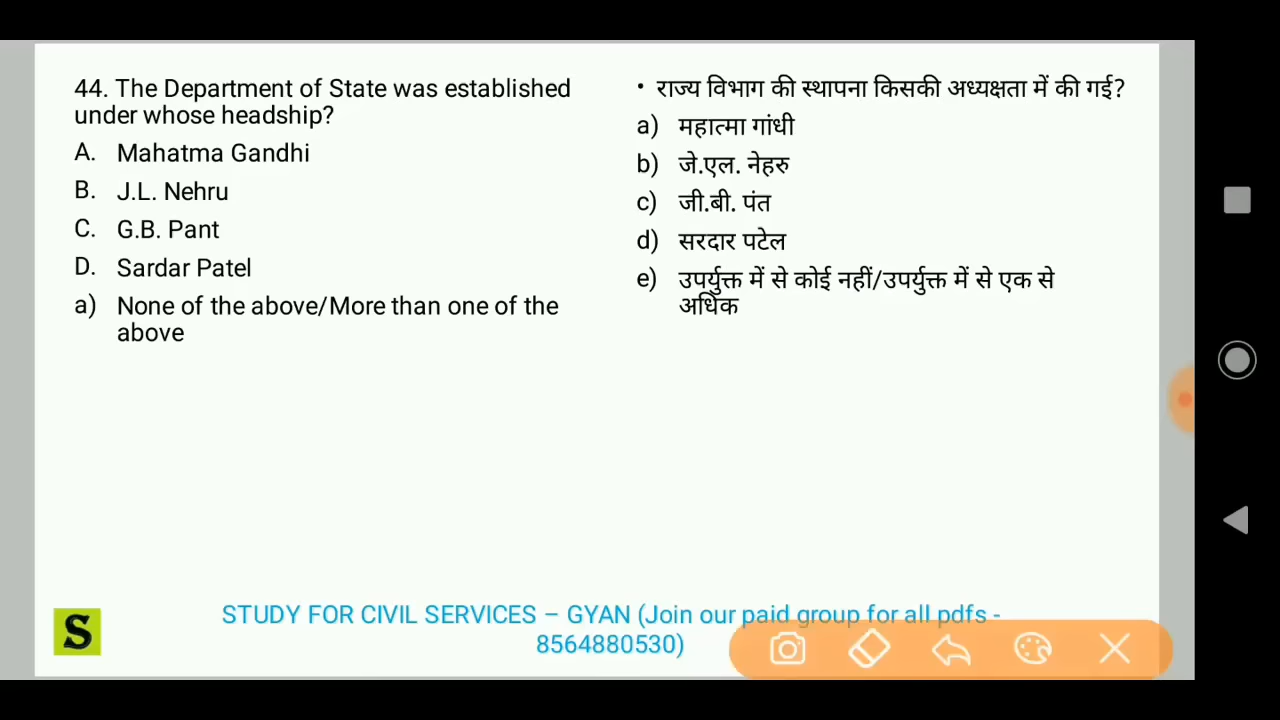 44. The Department of State was established
under whose headship?
A. Mahatma Gandhi
B. J.L. Nehru
C. G.B. Pant
D. Sardar Patel
a) None of the above/More than one of the
above
• राज्य विभाग की स्थापना किसकी अध्यक्षता में की गई?
a) महात्मा गांधी
b) जे.एल. नेहरु
c) जी.बी. पंत
d) सरदार पटेल
e) उपर्युक्त में से कोई नहीं/उपर्युक्त में से एक से
अधिक
S
STUDY FOR CIVIL SERVICES – GYAN (Join our paid group for all pdfs -
8564880530)